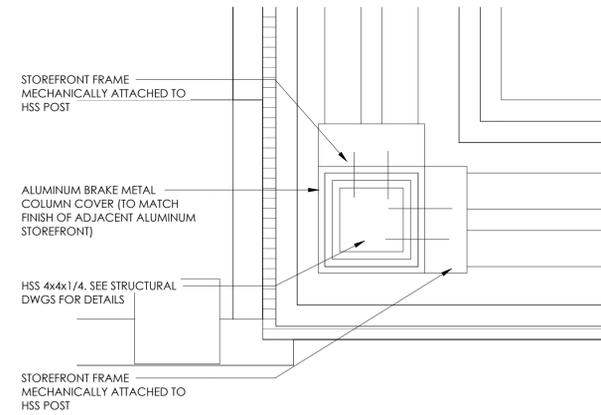 STOREFRONT FRAME
MECHANICALLY ATTACHED TO
HSS POST
ALUMINUM BRAKE METAL
COLUMN COVER (TO MATCH
FINISH OF ADJACENT ALUMINUM
STOREFRONT)
HSS 4x4x1/4. SEE STRUCTURAL
DWGS FOR DETAILS
STOREFRONT FRAME
MECHANICALLY ATTACHED TO
HSS POST